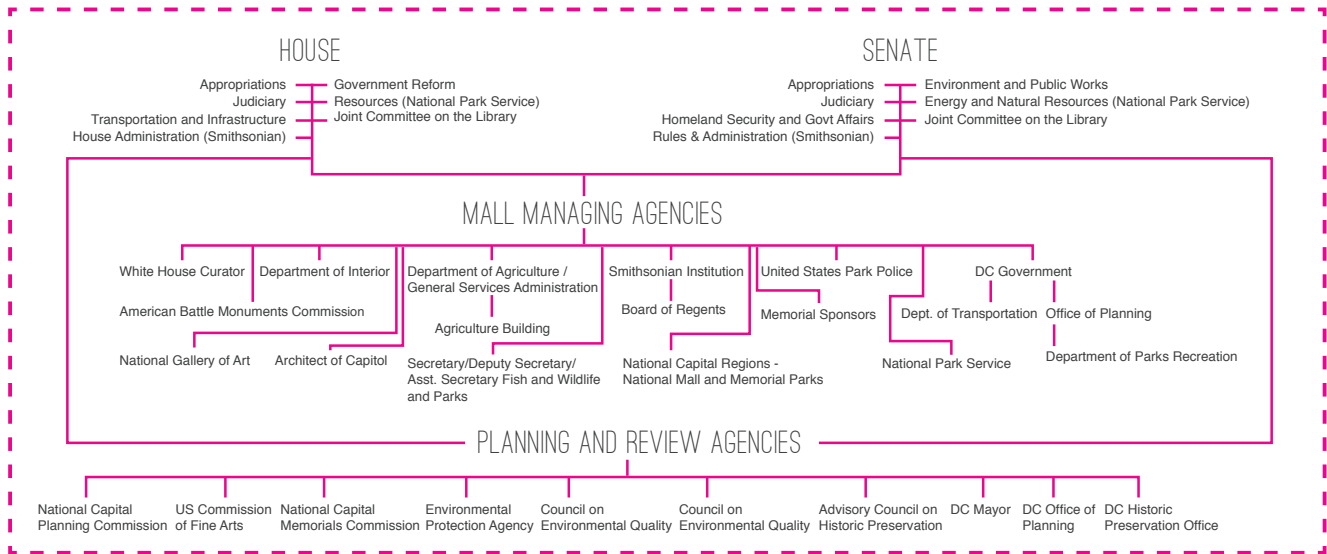 HOUSE
Appropriations
Judiciary
Transportation and Infrastructure
House Administration (Smithsonian)
Government Reform
Resources (National Park Service)
Joint Committee on the Library
SENATE
Appropriations
Judiciary
Homeland Security and Govt Affairs
Rules & Administration (Smithsonian)
Environment and Public Works
Energy and Natural Resources (National Park Service)
Joint Committee on the Library
MALL MANAGING AGENCIES
White House Curator
American Battle Monuments Commission
Department of Interior
National Gallery of Art
Architect of Capitol
Department of Agriculture /
General Services Administration
Agriculture Building
Secretary/Deputy Secretary/
Asst. Secretary Fish and Wildlife
and Parks
Smithsonian Institution
Board of Regents
National Capital Regions -
National Mall and Memorial Parks
United States Park Police
Memorial Sponsors
National Park Service
DC Government
Dept. of Transportation
Office of Planning
Department of Parks Recreation
PLANNING AND REVIEW AGENCIES
National Capital
Planning Commission
US Commission
of Fine Arts
National Capital
Memorials Commission
Environmental
Protection Agency
Council on
Environmental Quality
Council on
Environmental Quality
Advisory Council on
Historic Preservation
DC Mayor
DC Office of
Planning
DC Historic
Preservation Office